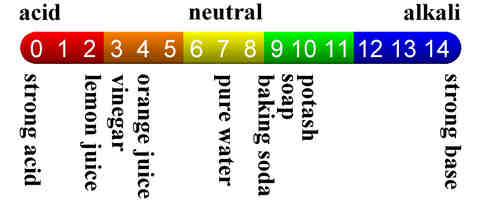 acid neutral alkali
0 1 2 3 4 5 6 7 8 9 10 11 12 13 14
strong acid
lemon juice
vinegar
orange juice
pure water
baking soda
soap
potash
strong base